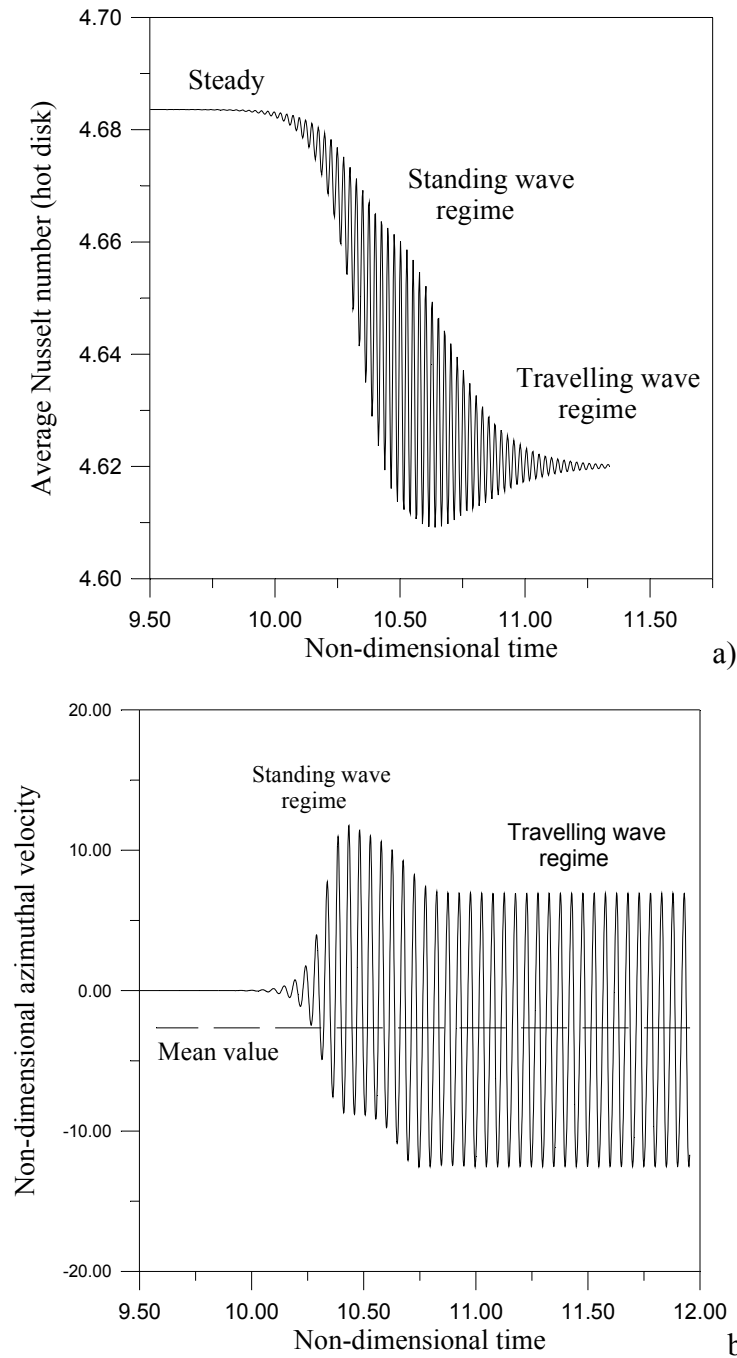 4.70
Steady
4.68
Standing wave
regime
4.66
4.64
Travelling wave
regime
4.62
4.60
Average Nusselt number (hot disk)
9.50 10.00 10.50 11.00 11.50
Non-dimensional time
a)
20.00
Standing wave
regime
Travelling wave
regime
10.00
0.00
Mean value
-10.00
-20.00
Non-dimensional azimuthal velocity
9.50 10.00 10.50 11.00 11.50 12.00
Non-dimensional time
b